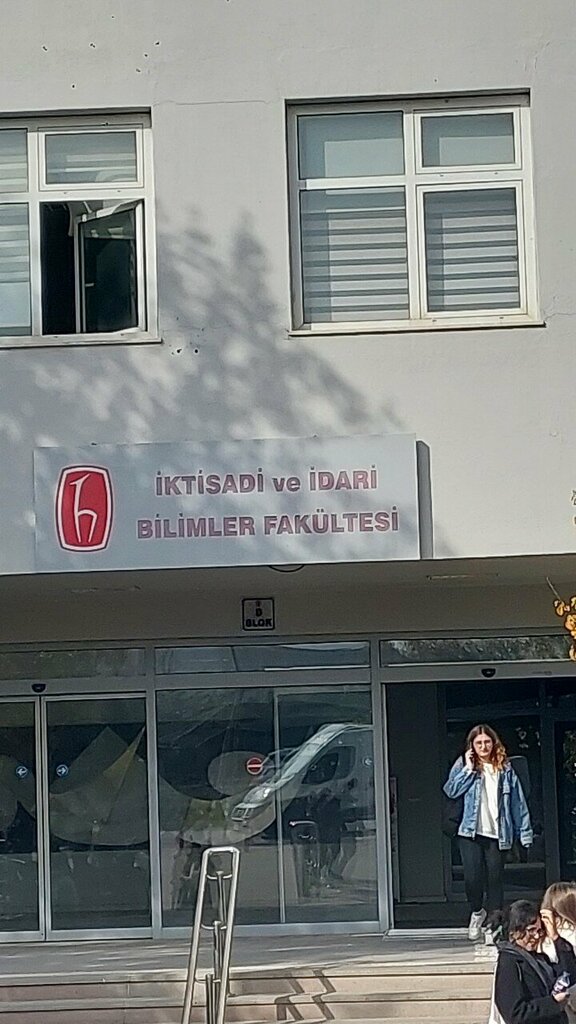 İKTİSADİ ve İDARİ
BİLİMLER FAKÜLTESİ
B
BLOK